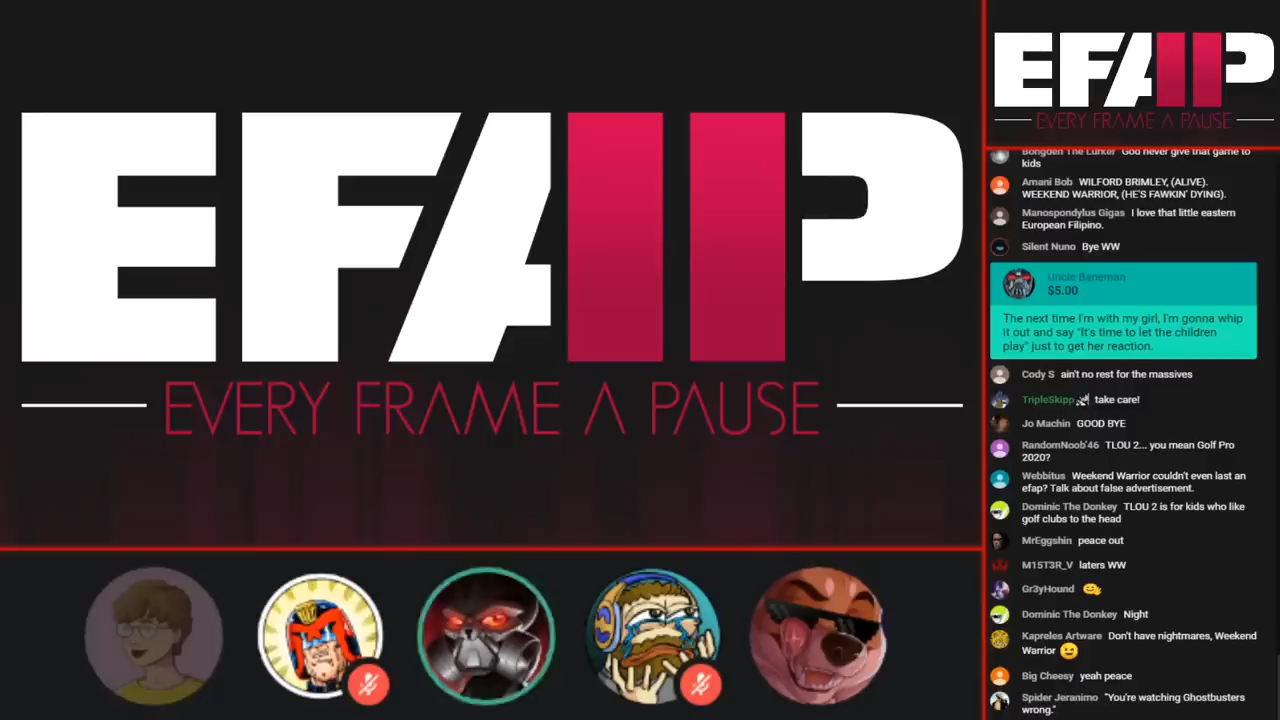 EFAP
EVERY FRAME A PAUSE
EFAP
EVERY FRAME A PAUSE
Bongden The Lurker God never give that game to
kids
Amani Bob WILFORD BRIMLEY, (ALIVE).
WEEKEND WARRIOR, (HE'S FAWKIN' DYING).
Manospondylus Gigas I love that little eastern
European Filipino.
Silent Nuno Bye WW
Uncle Baneman
$5.00
The next time I'm with my girl, I'm gonna whip
it out and say "It's time to let the children
play" just to get her reaction.
Cody S ain't no rest for the massives
TripleSkipp take care!
Jo Machin GOOD BYE
RandomNoob'46 TLOU 2... you mean Golf Pro
2020?
Webbitus Weekend Warrior couldn't even last an
efap? Talk about false advertisement.
Dominic The Donkey TLOU 2 is for kids who like
golf clubs to the head
MrEggshin peace out
M15T3R_V laters WW
Gr3yHound
Dominic The Donkey Night
Kapreles Artware Don't have nightmares, Weekend
Warrior
Big Cheesy yeah peace
Spider Jeranimo "You're watching Ghostbusters
wrong."